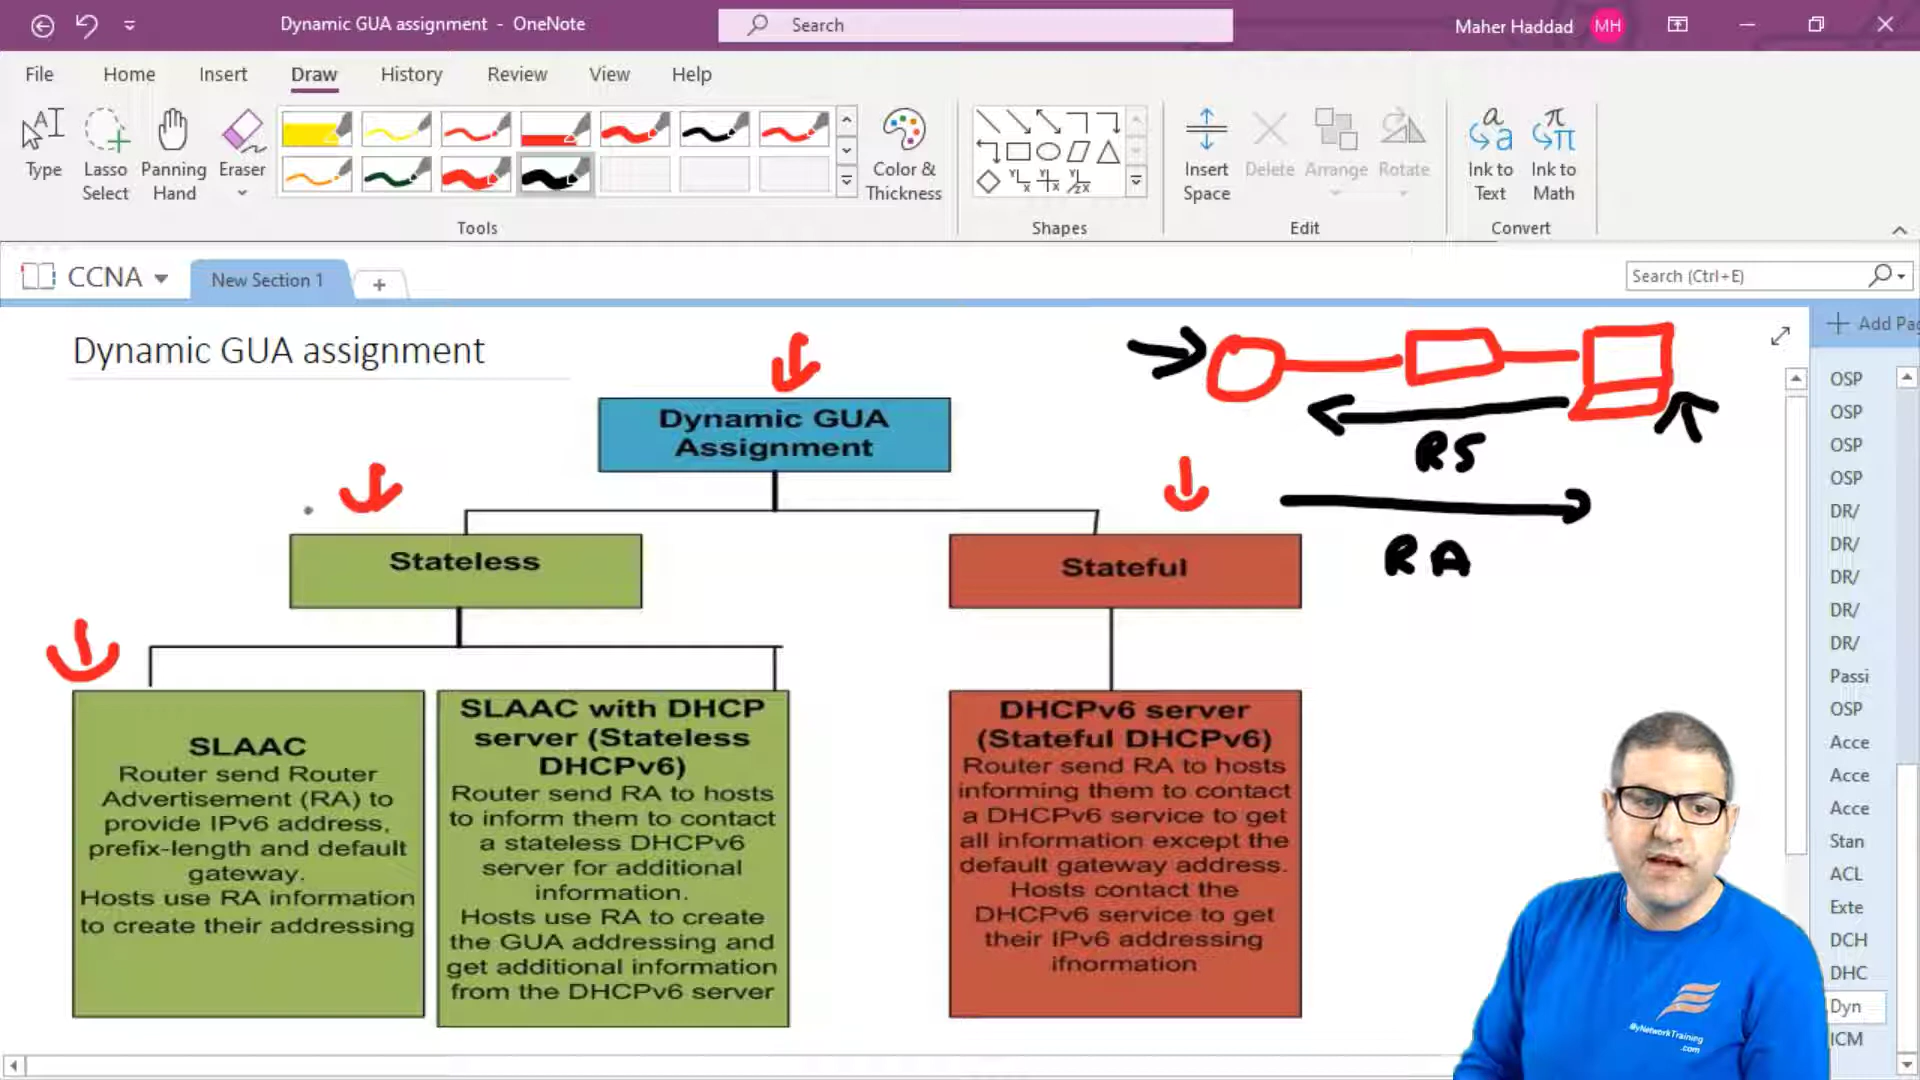 Dynamic GUA assignment - OneNote
Search
Maher Haddad
MH
File
Home
Insert
Draw
History
Review
View
Help
Type
Lasso Select
Panning Hand
Eraser
Color & Thickness
Insert Space
Delete
Arrange
Rotate
Ink to Text
Ink to Math
Tools
Shapes
Edit
Convert
CCNA
New Section 1
Search (Ctrl+E)
Add Pag
Dynamic GUA assignment
Dynamic GUA
Assignment
Stateless
Stateful
SLAAC
Router send Router
Advertisement (RA) to
provide IPv6 address,
prefix-length and default
gateway.
Hosts use RA information
to create their addressing
SLAAC with DHCP
server (Stateless
DHCPv6)
Router send RA to hosts
to inform them to contact
a stateless DHCPv6
server for additional
information.
Hosts use RA to create
the GUA addressing and
get additional information
from the DHCPv6 server
DHCPv6 server
(Stateful DHCPv6)
Router send RA to hosts
informing them to contact
a DHCPv6 service to get
all information except the
default gateway address.
Hosts contact the
DHCPv6 service to get
their IPv6 addressing
ifnormation
RS
RA
OSP
OSP
OSP
OSP
DR/
DR/
DR/
DR/
DR/
Passi
OSP
Acce
Acce
Acce
Stan
ACL
Exte
DCH
DHC
Dyn
ICM
MyNetworkTraining
.com